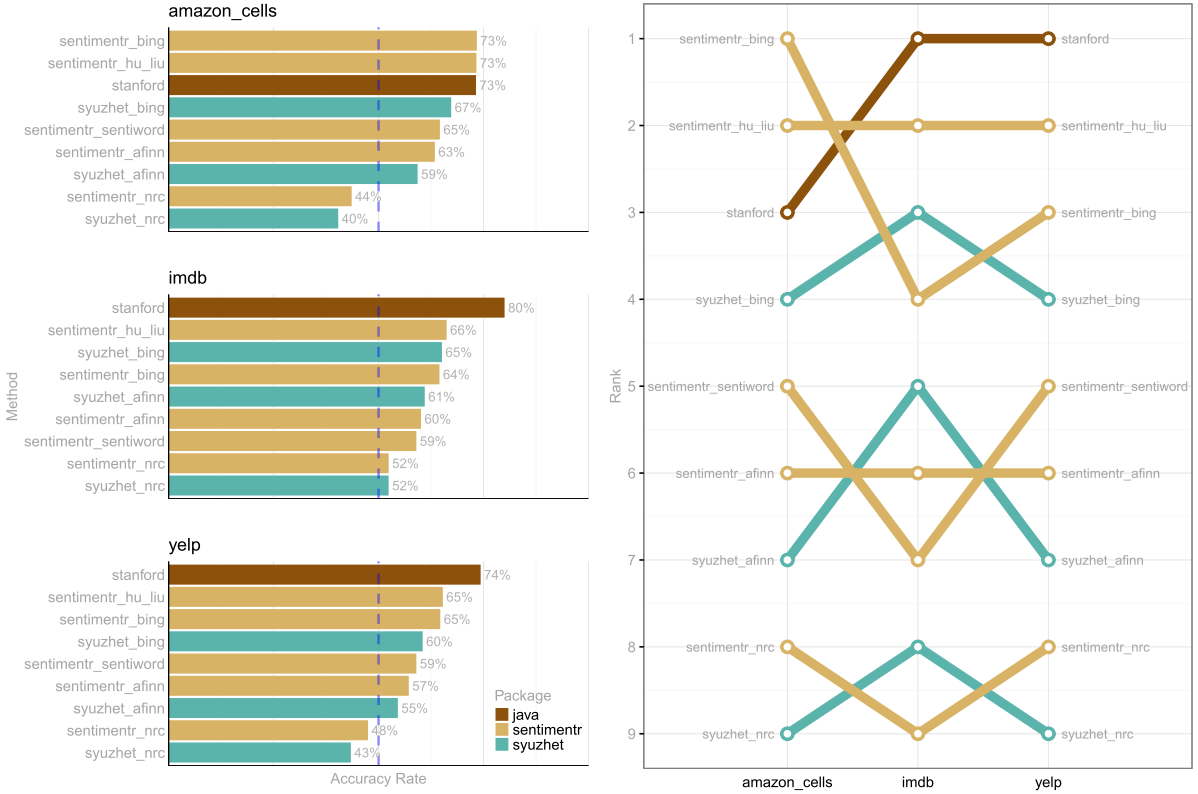 amazon_cells
sentimentr_bing 73%
sentimentr_hu_liu 73%
stanford 73%
syuzhet_bing 67%
sentimentr_sentiword 65%
sentimentr_afinn 63%
syuzhet_afinn 59%
sentimentr_nrc 44%
syuzhet_nrc 40%
imdb
stanford 80%
sentimentr_hu_liu 66%
syuzhet_bing 65%
sentimentr_bing 64%
syuzhet_afinn 61%
sentimentr_afinn 60%
sentimentr_sentiword 59%
sentimentr_nrc 52%
syuzhet_nrc 52%
Method
yelp
stanford 74%
sentimentr_hu_liu 65%
sentimentr_bing 65%
syuzhet_bing 60%
sentimentr_sentiword 59%
sentimentr_afinn 57%
syuzhet_afinn 55%
sentimentr_nrc 48%
syuzhet_nrc 43%
Accuracy Rate
Package
java
sentimentr
syuzhet
Rank
1 sentimentr_bing stanford
2 sentimentr_hu_liu sentimentr_hu_liu
3 stanford sentimentr_bing
4 syuzhet_bing syuzhet_bing
5 sentimentr_sentiword sentimentr_sentiword
6 sentimentr_afinn sentimentr_afinn
7 syuzhet_afinn syuzhet_afinn
8 sentimentr_nrc sentimentr_nrc
9 syuzhet_nrc syuzhet_nrc
amazon_cells imdb yelp